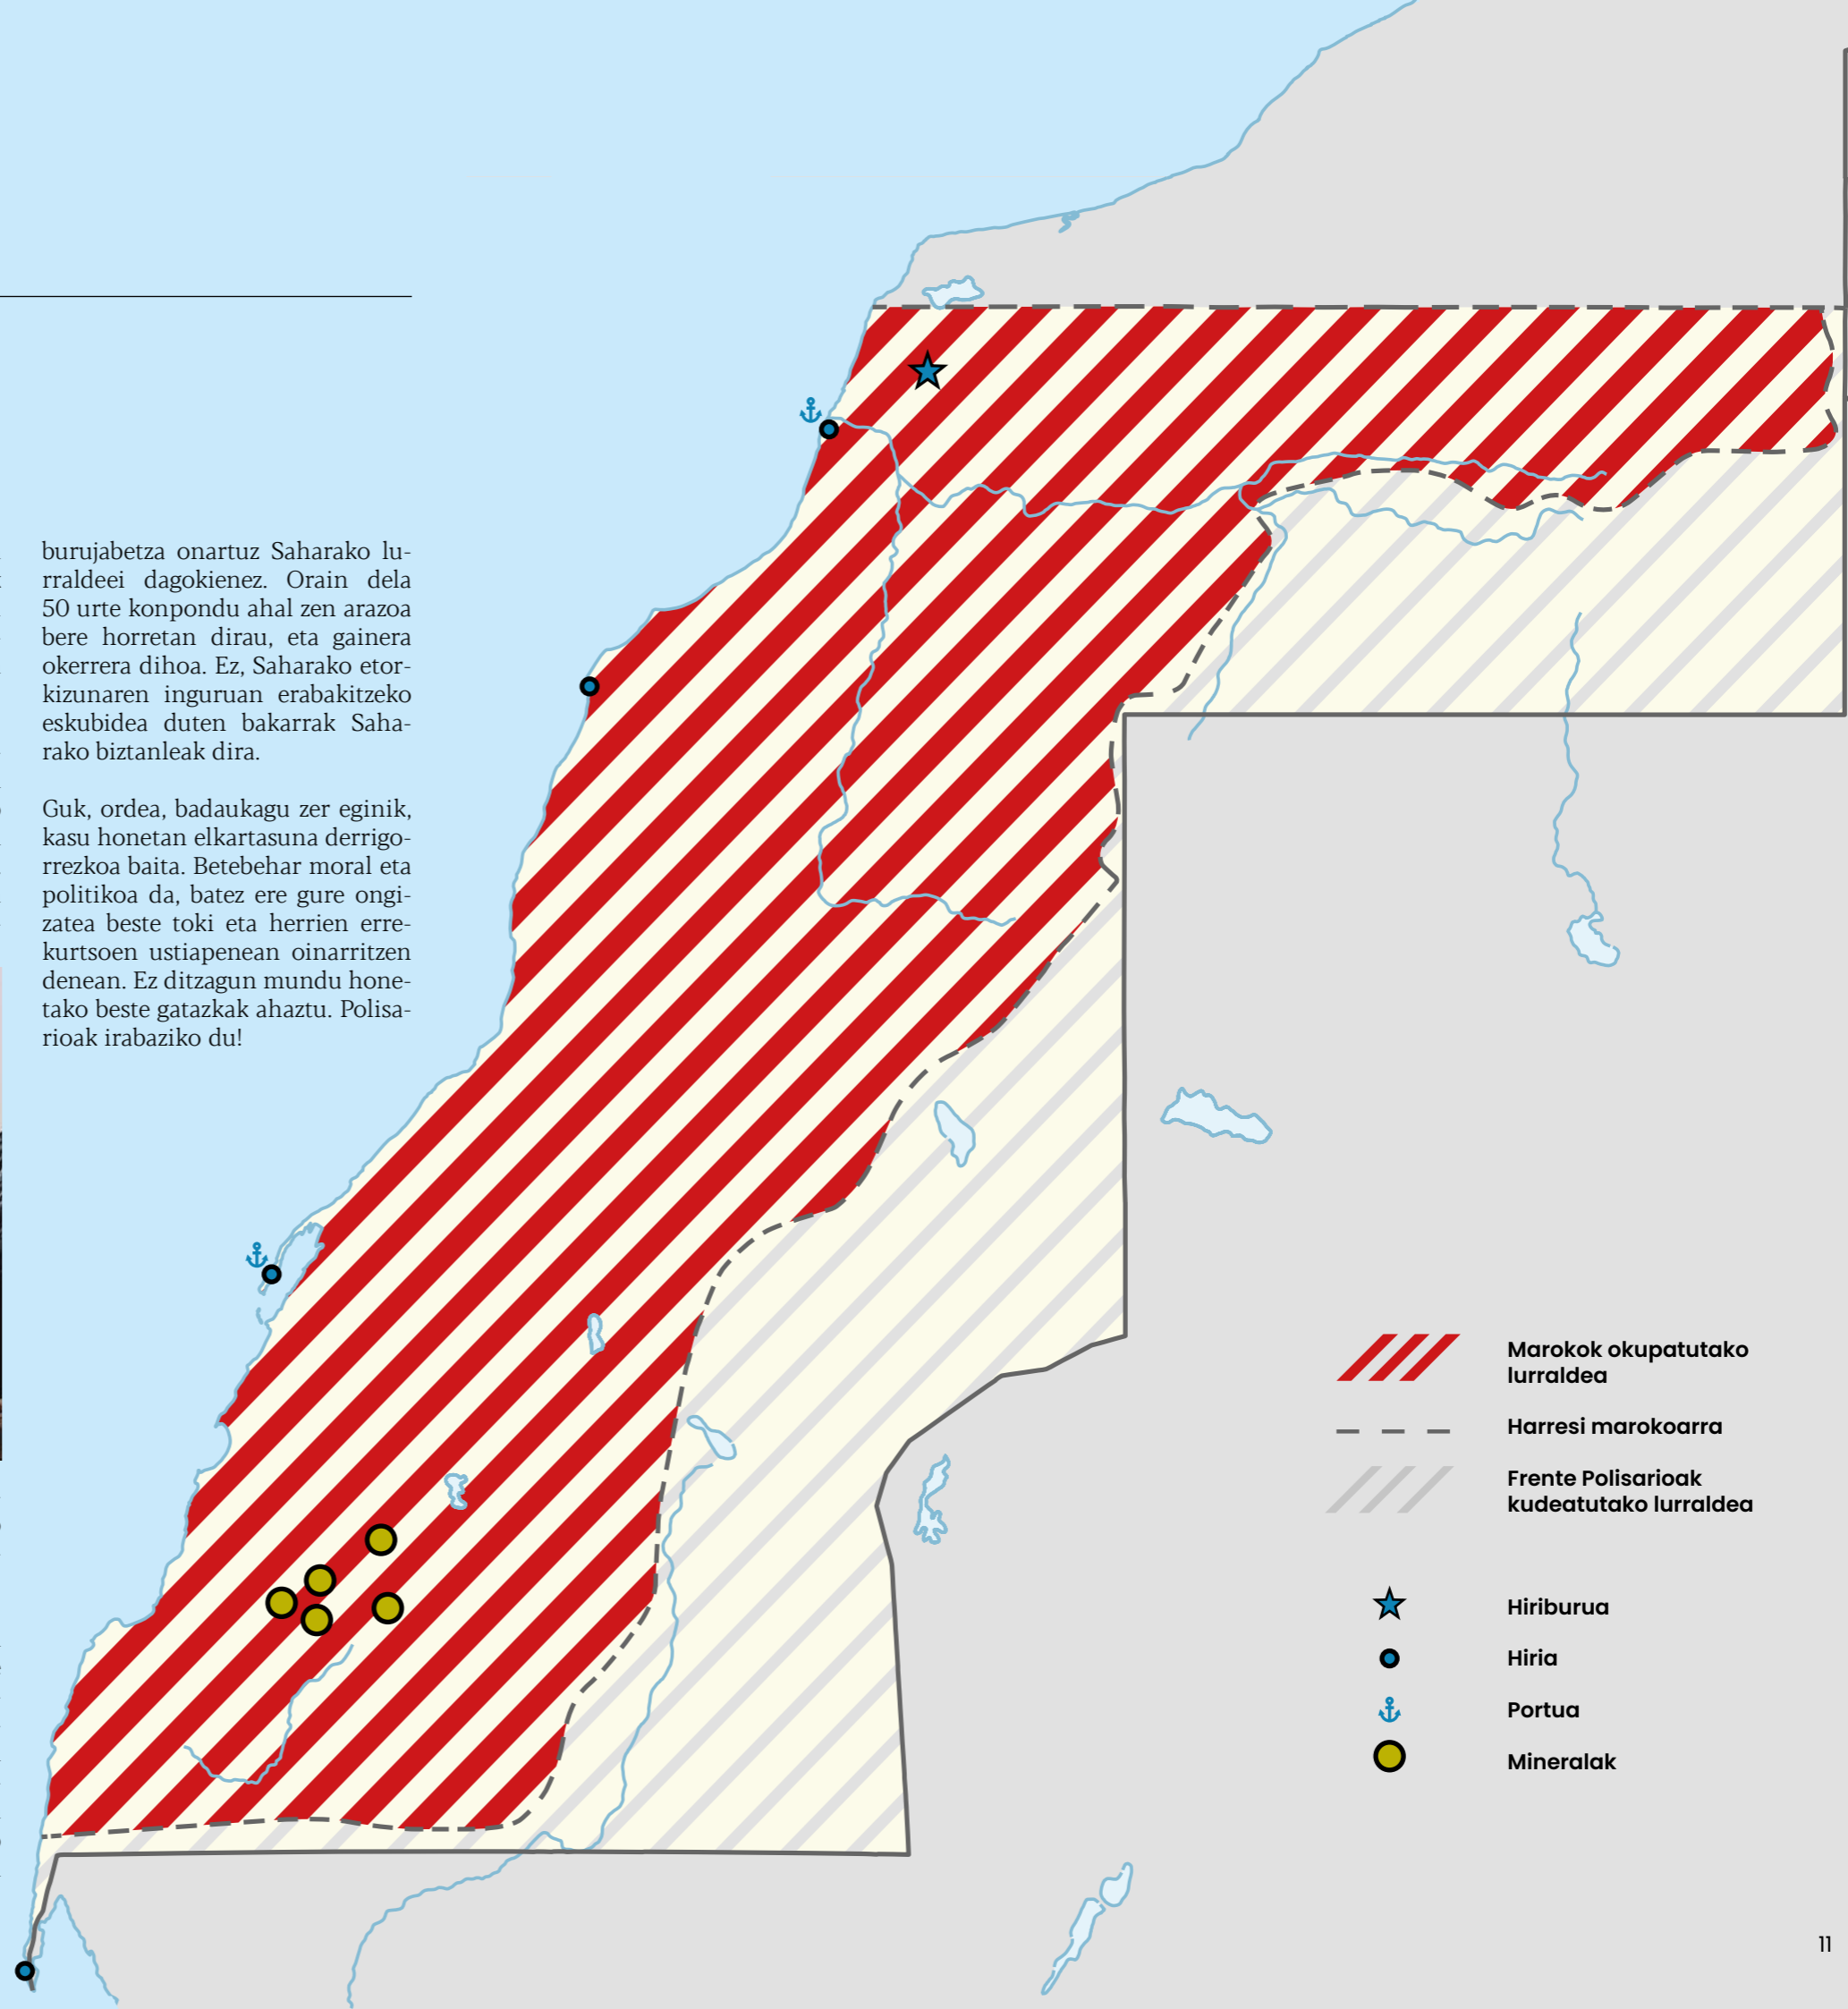 burujabetza onartuz Saharako lu-
rraldeei dagokienez. Orain dela
50 urte konpondu ahal zen arazoa
bere horretan dirau, eta gainera
okerrera dihoa. Ez, Saharako etor-
kizunaren inguruan erabakitzeko
eskubidea duten bakarrak Saha-
rako biztanleak dira.
Guk, ordea, badaukagu zer eginik,
kasu honetan elkartasuna derrigo-
rrezkoa baita. Betebehar moral eta
politikoa da, batez ere gure ongi-
zatea beste toki eta herrien erre-
kurtsoen ustiapenean oinarritzen
denean. Ez ditzagun mundu hone-
tako beste gatazkak ahaztu. Polisa-
rioak irabaziko du!
Marokok okupatutako
lurraldea
Harresi marokoarra
Frente Polisarioak
kudeatutako lurraldea
Hiriburua
Hiria
Portua
Mineralak
11